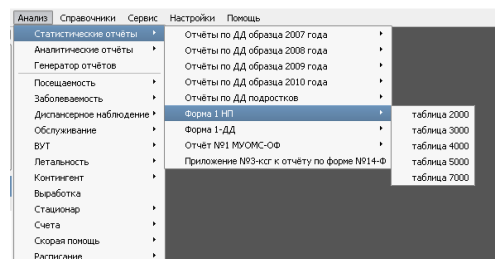 Анализ Справочники Сервис Настройки Помощь
Статистические отчёты
Аналитические отчёты
Генератор отчётов
Посещаемость
Заболеваемость
Диспансерное наблюдение
Обслуживание
ВУТ
Летальность
Контингент
Выработка
Стационар
Счета
Скорая помощь
Расписание
Отчёты по ДД образца 2007 года
Отчёты по ДД образца 2008 года
Отчёты по ДД образца 2009 года
Отчёты по ДД образца 2010 года
Отчёты по ДД подростков
Форма 1 НП
Форма 1-ДД
Отчёт №1 МУОМС-ОФ
Приложение №3-ксг к отчёту по форме №14-Ф
таблица 2000
таблица 3000
таблица 4000
таблица 5000
таблица 7000